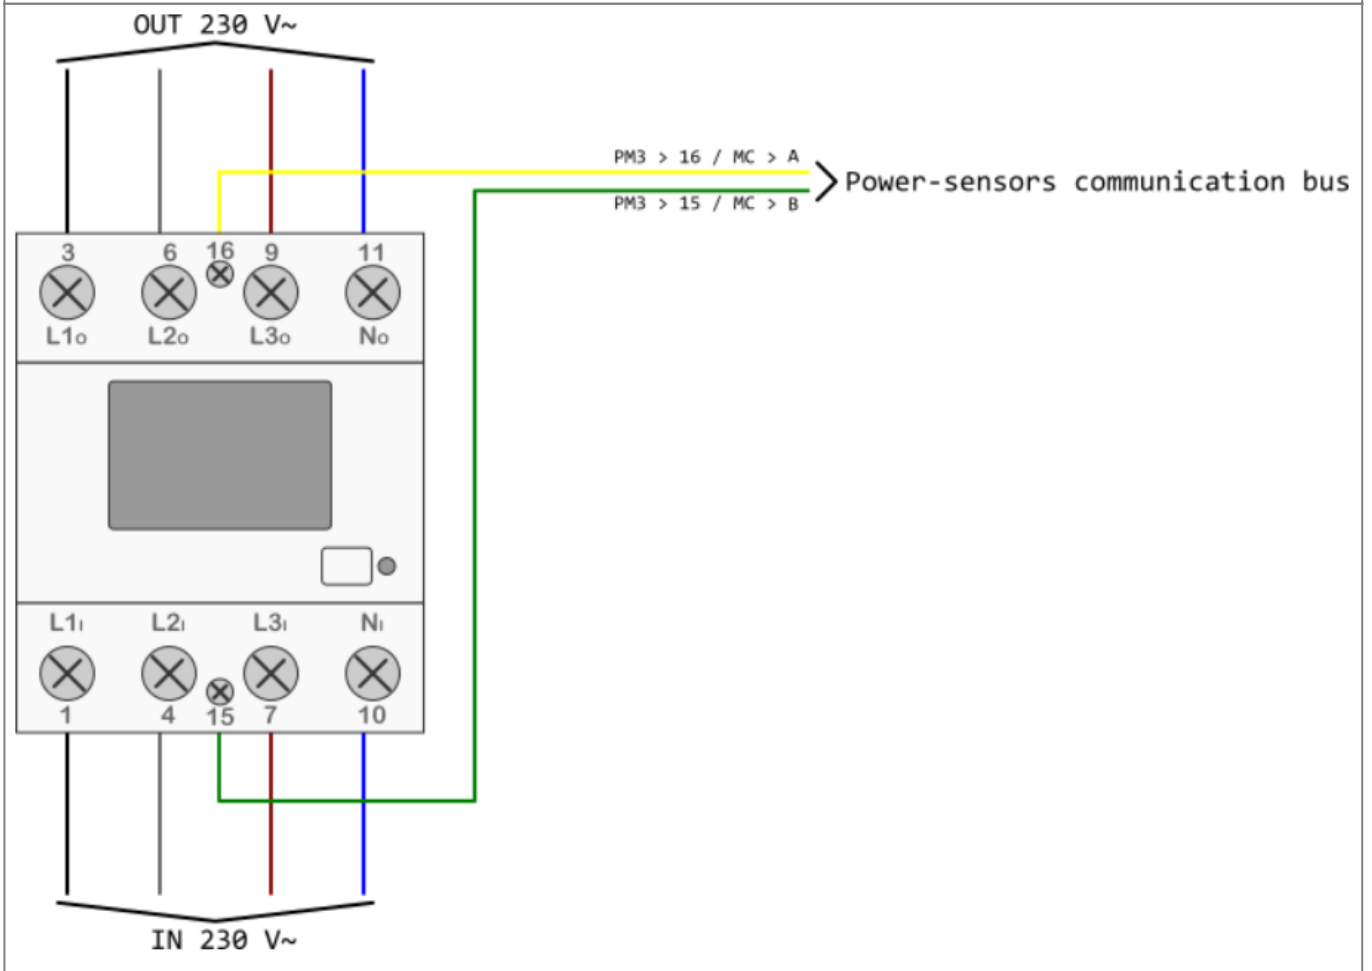 OUT 230 V~
PM3 > 16 / MC > A
Power-sensors communication bus
PM3 > 15 / MC > B
3 6 16 9 11
L1o L2o L3o No
L1I L2I L3I NI
1 4 15 7 10
IN 230 V~